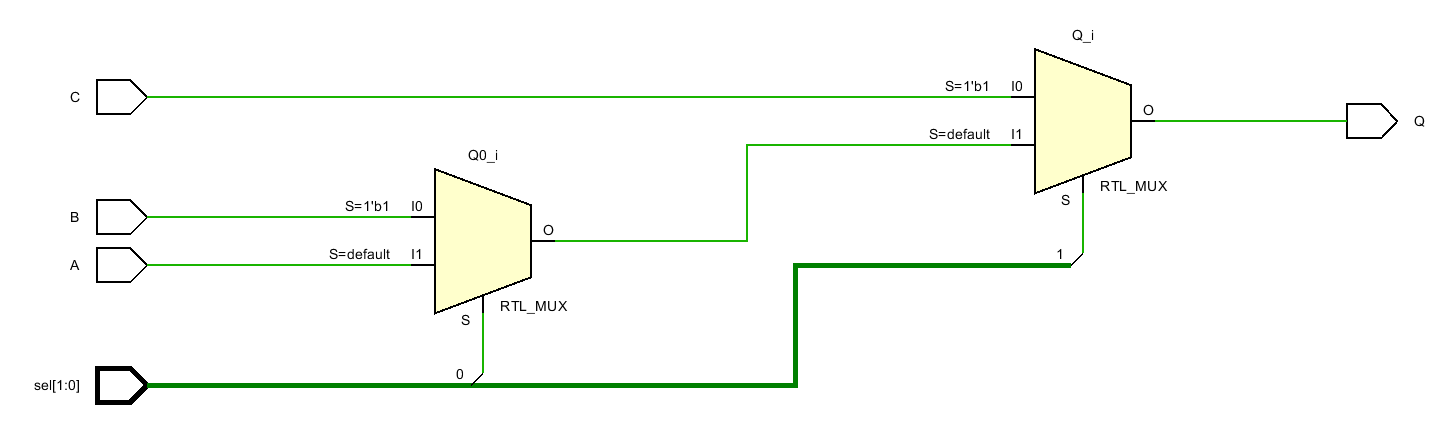 Q_i
C
S=1'b1
I0
O
Q
S=default
I1
RTL_MUX
S
Q0_i
B
S=1'b1
I0
O
A
S=default
I1
RTL_MUX
S
1
0
sel[1:0]